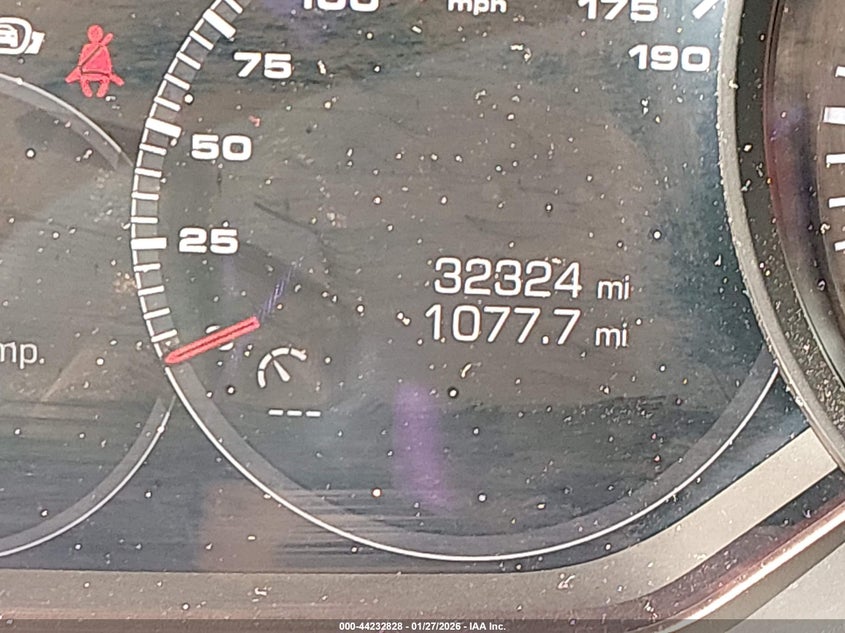 mph
175
190
75
50
25
32324 mi
1077.7 mi
mp.
---
000-44232828 - 01/27/2026 - IAA Inc.